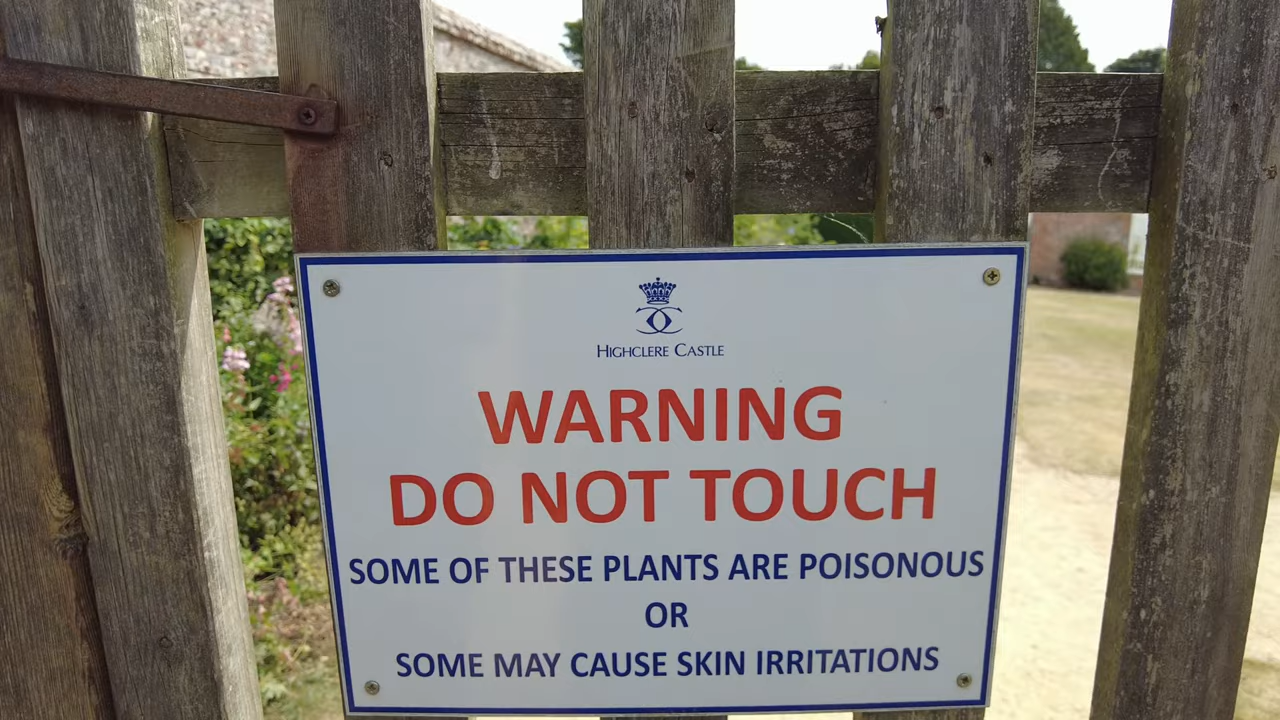 HIGHCLERE CASTLE
WARNING
DO NOT TOUCH
SOME OF THESE PLANTS ARE POISONOUS
OR
SOME MAY CAUSE SKIN IRRITATIONS